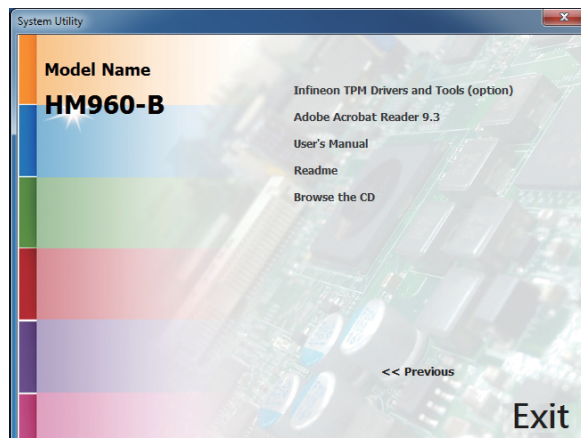 System Utility
Model Name
HM960-B
Infineon TPM Drivers and Tools (option)
Adobe Acrobat Reader 9.3
User's Manual
Readme
Browse the CD
<< Previous
Exit